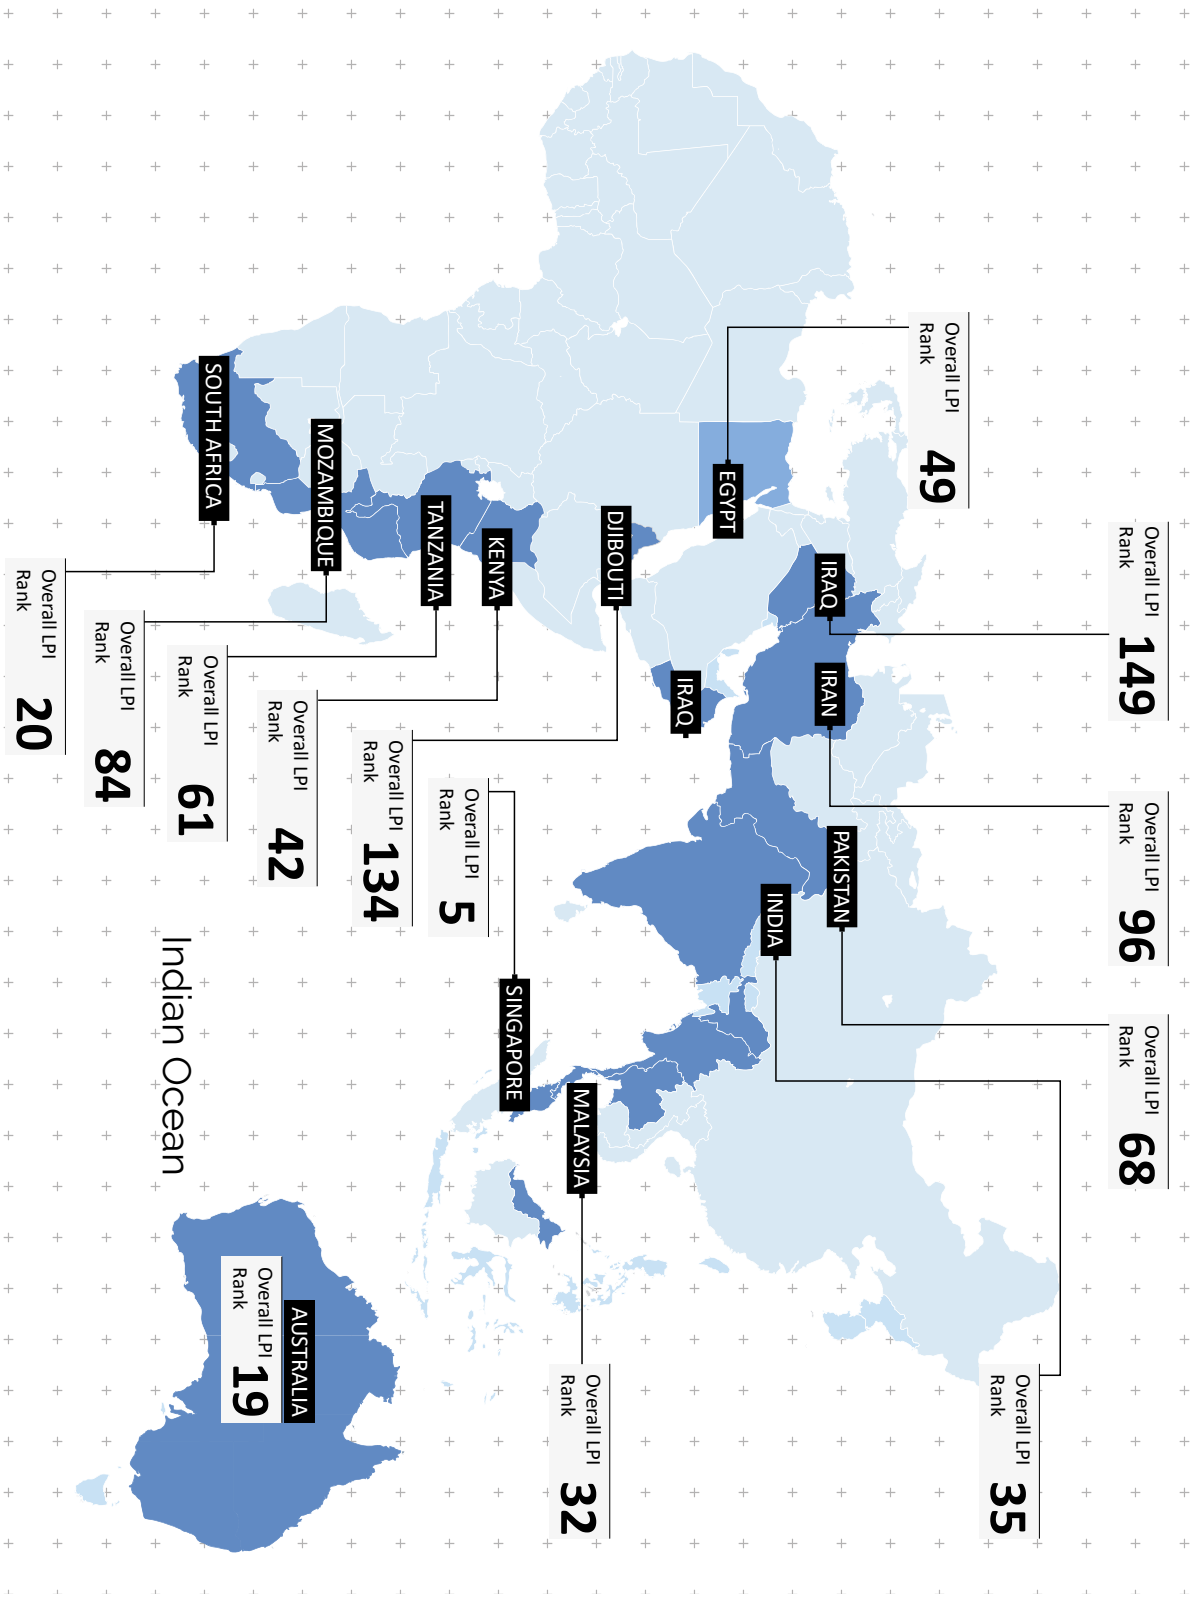 Overall LPI
Rank
149
Overall LPI
Rank
96
Overall LPI
Rank
68
Overall LPI
Rank
49
Overall LPI
Rank
35
IRAQ
IRAN
PAKISTAN
INDIA
EGYPT
IRAQ
DJIBOUTI
MALAYSIA
Overall LPI
Rank
32
KENYA
SINGAPORE
Overall LPI
Rank
5
TANZANIA
Overall LPI
Rank
134
MOZAMBIQUE
Overall LPI
Rank
42
AUSTRALIA
Overall LPI
Rank
19
SOUTH AFRICA
Overall LPI
Rank
61
Indian Ocean
Overall LPI
Rank
84
Overall LPI
Rank
20